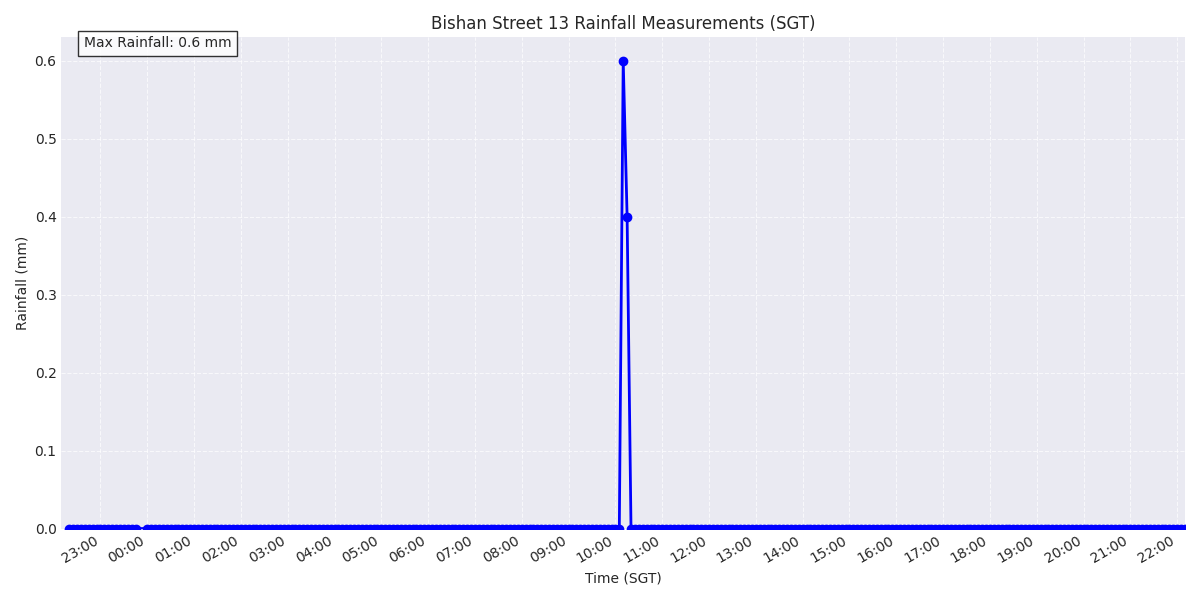 Bishan Street 13 Rainfall Measurements (SGT)
Max Rainfall: 0.6 mm
0.6
0.5
0.4
0.3
0.2
0.1
0.0
Rainfall (mm)
23:00 00:00 01:00 02:00 03:00 04:00 05:00 06:00 07:00 08:00 09:00 10:00 11:00 12:00 13:00 14:00 15:00 16:00 17:00 18:00 19:00 20:00 21:00 22:00
Time (SGT)